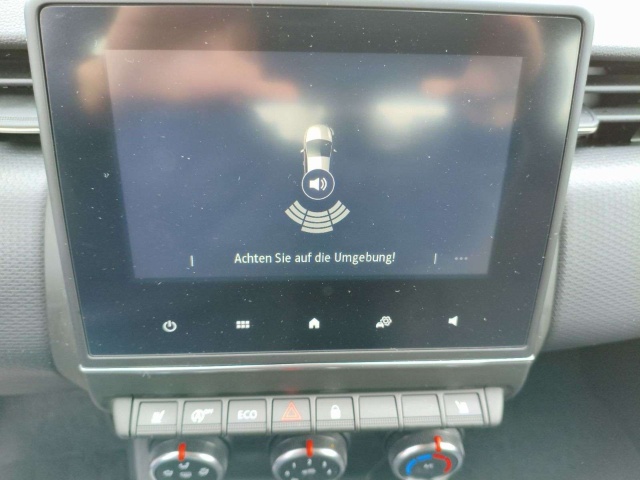 Achten Sie auf die Umgebung!
ECO